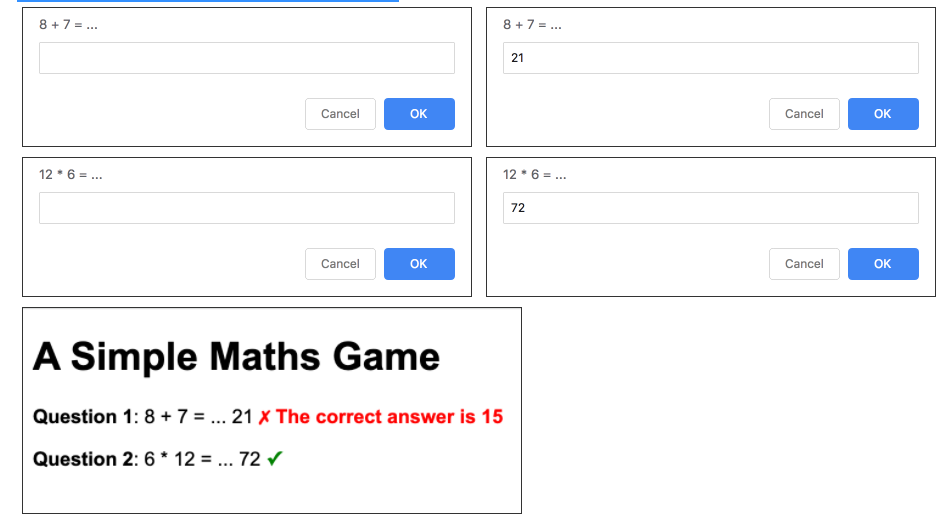 8 + 7 = ...
Cancel OK
8 + 7 = ...
21
Cancel OK
12 * 6 = ...
Cancel OK
12 * 6 = ...
72
Cancel OK
A Simple Maths Game
Question 1: 8 + 7 = ... 21 ✗ The correct answer is 15
Question 2: 6 * 12 = ... 72 ✔